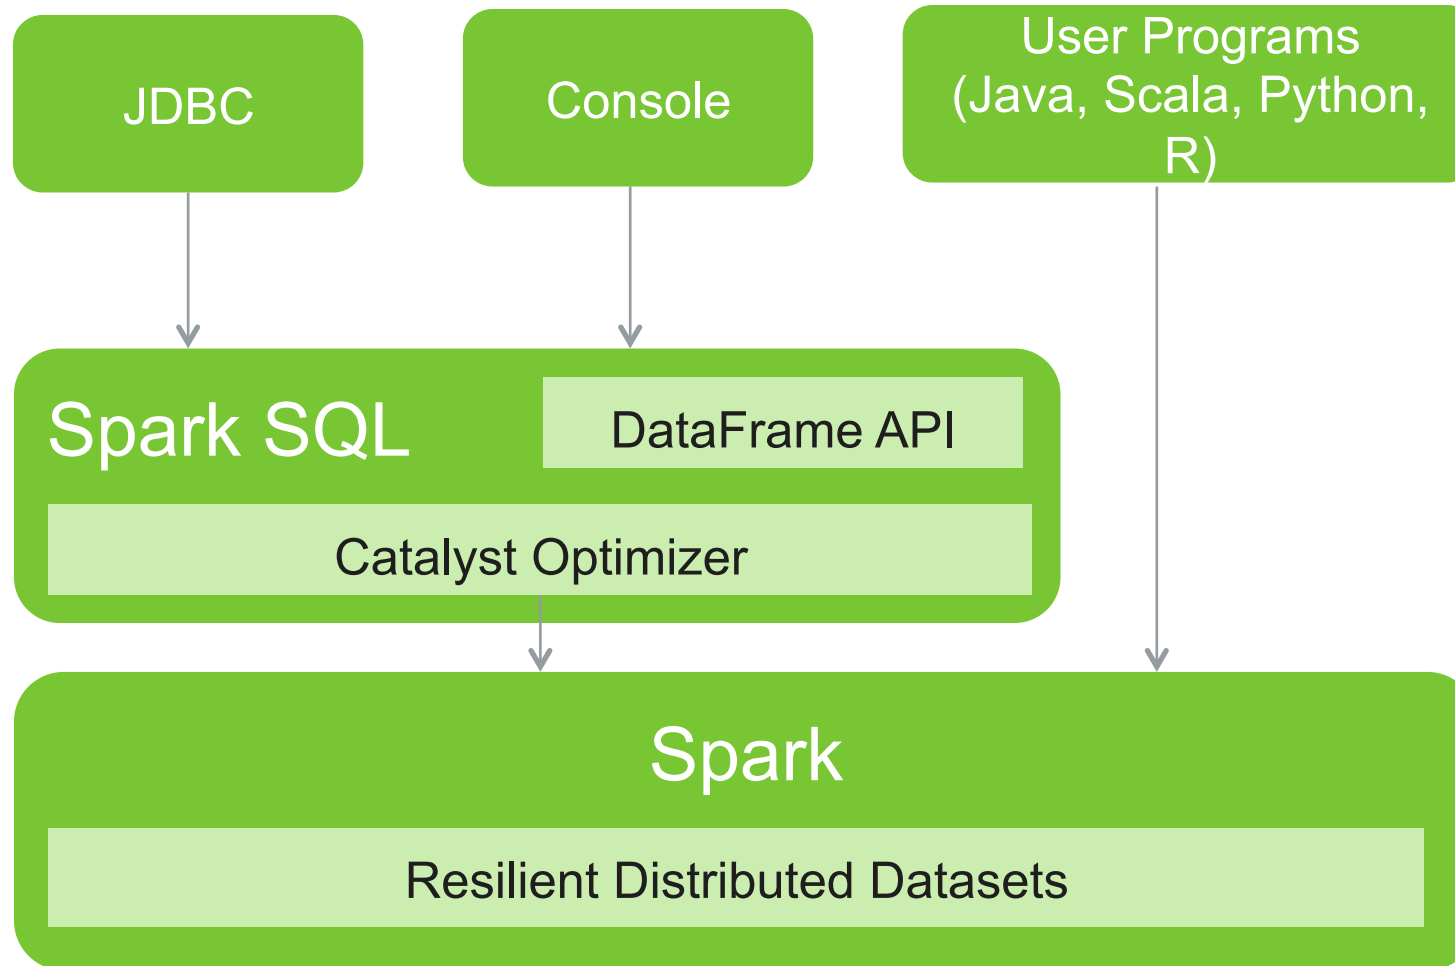 JDBC
Console
User Programs
(Java, Scala, Python,
R)
Spark SQL
DataFrame API
Catalyst Optimizer
Spark
Resilient Distributed Datasets